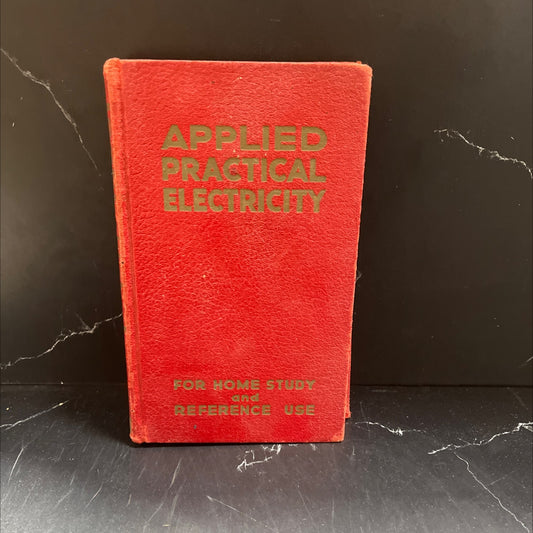 APPLIED
PRACTICAL
ELECTRICITY
FOR HOME STUDY
and
REFERENCE USE